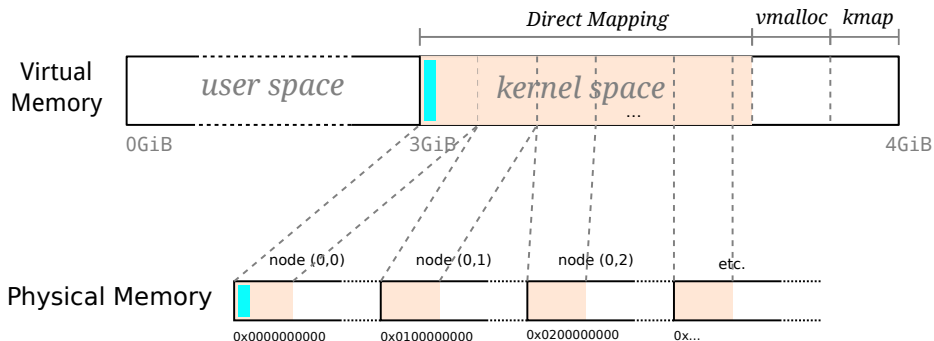 Direct Mapping vmalloc kmap
Virtual
Memory
user space kernel space
...
0GiB 3GiB 4GiB
node (0,0) node (0,1) node (0,2) etc.
Physical Memory
0x0000000000 0x0100000000 0x0200000000 0x...